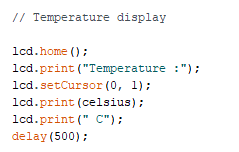 // Temperature display
lcd.home();
lcd.print("Temperature :");
lcd.setCursor(0, 1);
lcd.print(celsius);
lcd.print(" C");
delay(500);